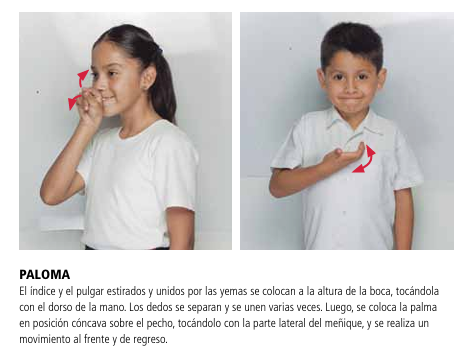 PALOMA
El índice y el pulgar estirados y unidos por las yemas se colocan a la altura de la boca, tocándola
con el dorso de la mano. Los dedos se separan y se unen varias veces. Luego, se coloca la palma
en posición cóncava sobre el pecho, tocándolo con la parte lateral del meñique, y se realiza un
movimiento al frente y de regreso.